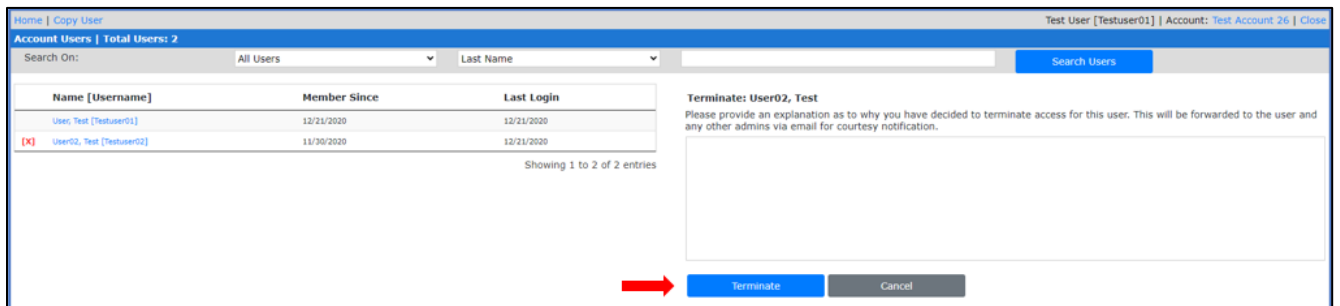 Home | Copy User
Test User [Testuser01] | Account: Test Account 26 | Close
Account Users | Total Users: 2
Search On:
All Users
Last Name
Search Users
Name [Username] Member Since Last Login
User, Test [Testuser01] 12/21/2020 12/21/2020
[X] User02, Test [Testuser02] 11/30/2020 12/21/2020
Showing 1 to 2 of 2 entries
Terminate: User02, Test
Please provide an explanation as to why you have decided to terminate access for this user. This will be forwarded to the user and
any other admins via email for courtesy notification.
Terminate
Cancel